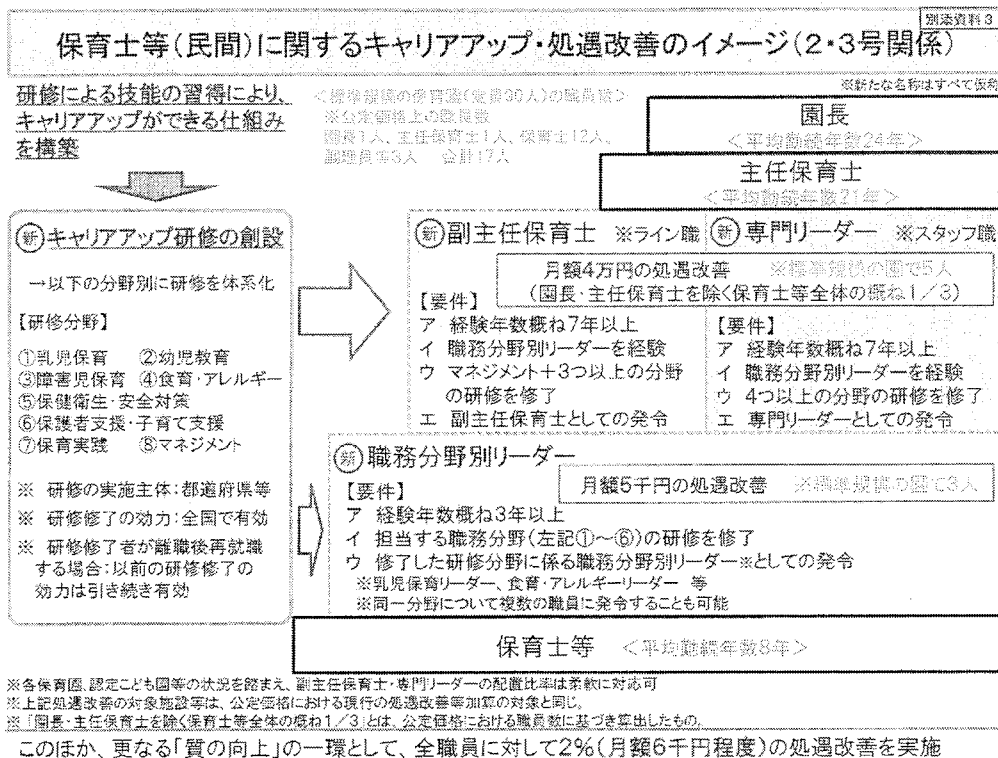 別添資料3
保育士等(民間)に関するキャリアアップ・処遇改善のイメージ(2・3号関係)
※新たな名称はすべて仮称
研修による技能の習得により、
キャリアアップができる仕組み
を構築
<標準規模の保育園(定員90人)の職員数>
※公定価格上の職員数
園長1人、主任保育士1人、保育士12人、
調理員等3人 合計17人
園長
<平均勤続年数24年>
主任保育士
<平均勤続年数21年>
新 キャリアアップ研修の創設
→以下の分野別に研修を体系化
【研修分野】
①乳児保育 ②幼児教育
③障害児保育 ④食育・アレルギー
⑤保健衛生・安全対策
⑥保護者支援・子育て支援
⑦保育実践 ⑧マネジメント
※ 研修の実施主体:都道府県等
※ 研修修了の効力:全国で有効
※ 研修修了者が離職後再就職
する場合:以前の研修修了の
効力は引き続き有効
新 副主任保育士 ※ライン職
新 専門リーダー ※スタッフ職
月額4万円の処遇改善 ※標準規模の園で5人
(園長・主任保育士を除く保育士等全体の概ね1/3)
【要件】
ア 経験年数概ね7年以上
イ 職務分野別リーダーを経験
ウ マネジメント+3つ以上の分野
の研修を修了
エ 副主任保育士としての発令
【要件】
ア 経験年数概ね7年以上
イ 職務分野別リーダーを経験
ウ 4つ以上の分野の研修を修了
エ 専門リーダーとしての発令
新 職務分野別リーダー
月額5千円の処遇改善 ※標準規模の園で3人
【要件】
ア 経験年数概ね3年以上
イ 担当する職務分野(左記①~⑥)の研修を修了
ウ 修了した研修分野に係る職務分野別リーダー※としての発令
※乳児保育リーダー、食育・アレルギーリーダー 等
※同一分野について複数の職員に発令することも可能
保育士等 <平均勤続年数8年>
※各保育園、認定こども園等の状況を踏まえ、副主任保育士・専門リーダーの配置比率は柔軟に対応可
※上記処遇改善の対象施設等は、公定価格における現行の処遇改善等加算の対象と同じ。
※「園長・主任保育士を除く保育士等全体の概ね1/3」とは、公定価格における職員数に基づき算出したもの。
このほか、更なる「質の向上」の一環として、全職員に対して2%(月額6千円程度)の処遇改善を実施